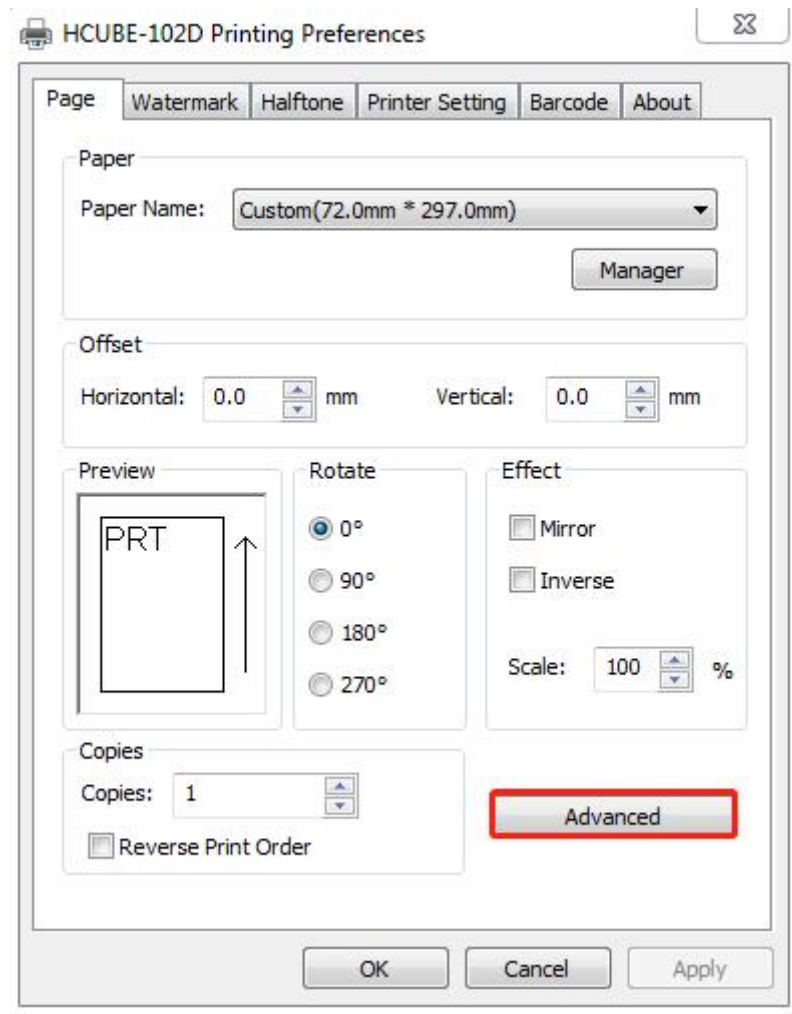 HCUBE-102D Printing Preferences
Page Watermark Halftone Printer Setting Barcode About
Paper
Paper Name: Custom(72.0mm * 297.0mm)
Manager
Offset
Horizontal: 0.0 mm Vertical: 0.0 mm
Preview Rotate Effect
PRT 0° Mirror
90° Inverse
180°
Scale: 100 %
270°
Copies
Copies: 1
Advanced
Reverse Print Order
OK Cancel Apply